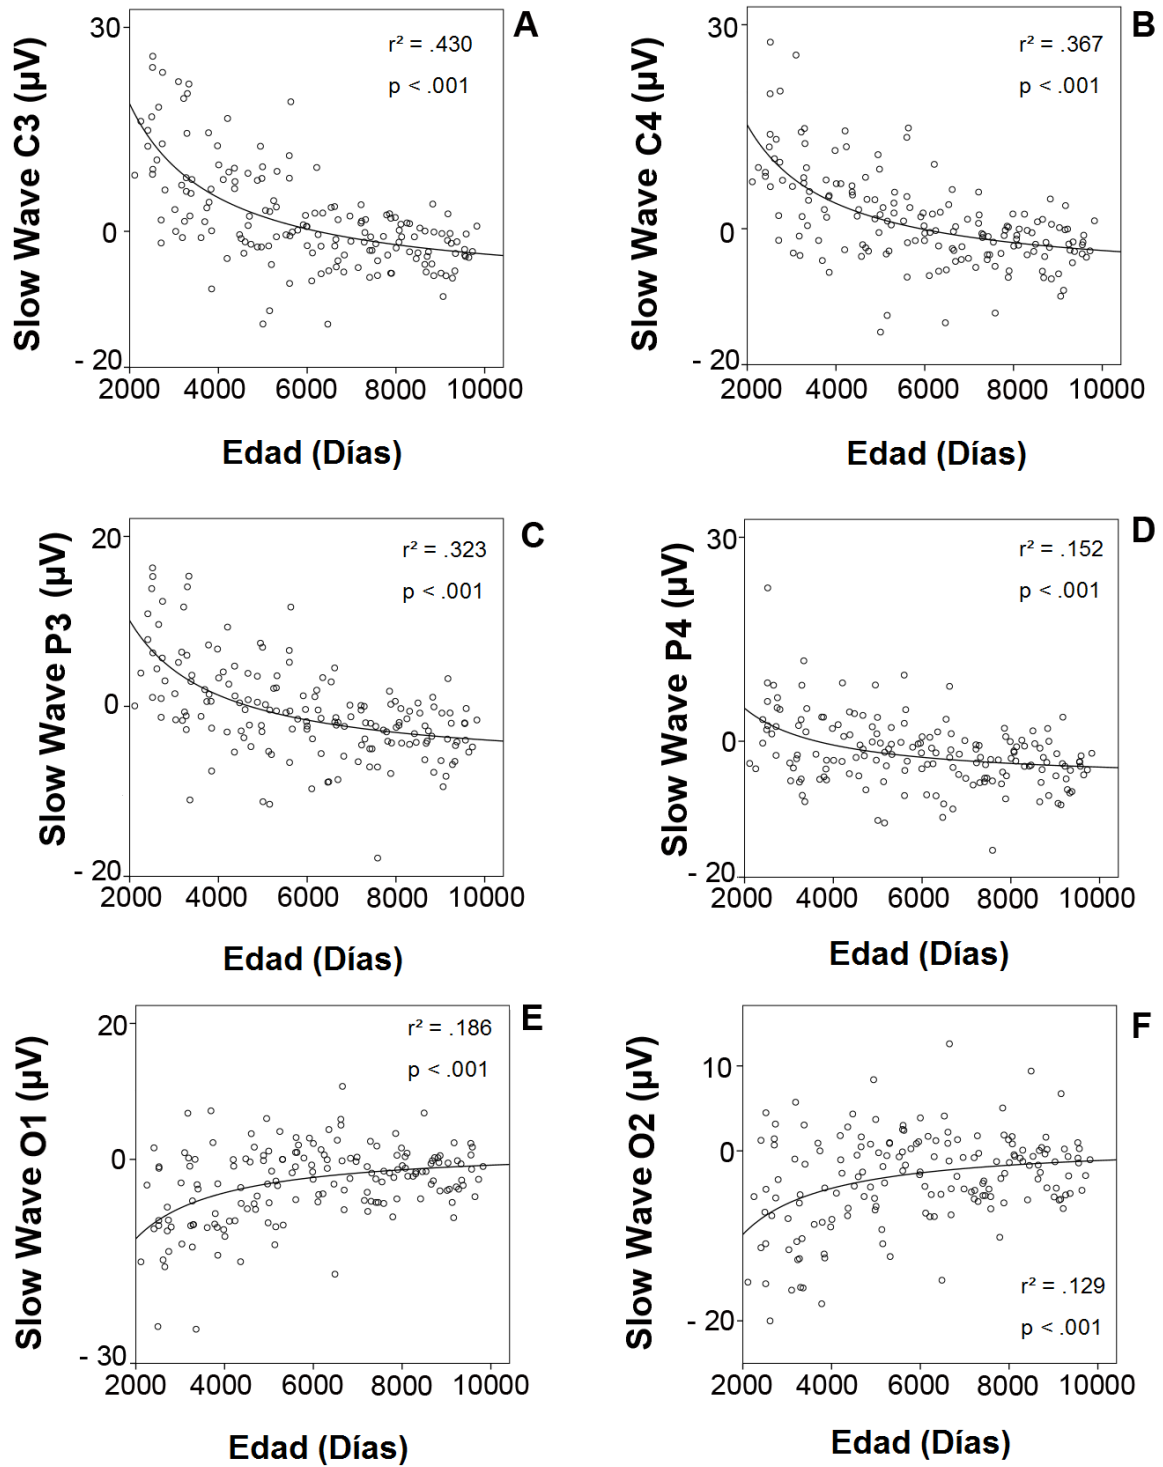 A
30
r² = .430
p < .001
Slow Wave C3 (µV)
0
- 20
2000 4000 6000 8000 10000
Edad (Días)
B
30
r² = .367
p < .001
Slow Wave C4 (µV)
0
- 20
2000 4000 6000 8000 10000
Edad (Días)
C
20
r² = .323
p < .001
Slow Wave P3 (µV)
0
- 20
2000 4000 6000 8000 10000
Edad (Días)
D
30
r² = .152
p < .001
Slow Wave P4 (µV)
0
- 20
2000 4000 6000 8000 10000
Edad (Días)
E
20
r² = .186
p < .001
Slow Wave O1 (µV)
0
- 30
2000 4000 6000 8000 10000
Edad (Días)
F
10
Slow Wave O2 (µV)
0
r² = .129
- 20
p < .001
2000 4000 6000 8000 10000
Edad (Días)